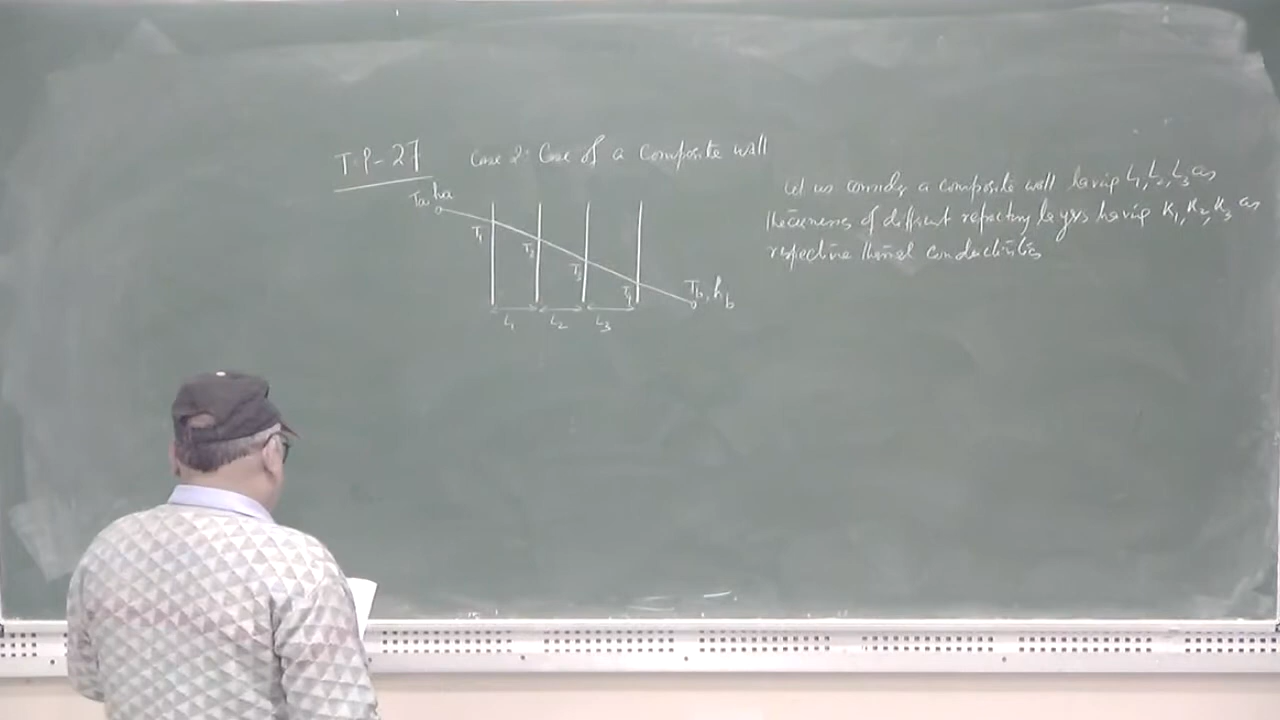 T.P-27
Case 2: Case of a Composite wall
Ta, ha
T1
T2
T3
T4
Tb, hb
L1 L2 L3
Let us consider a composite wall having L1, L2, L3 as
thicknesses of different refractory layers having K1, K2, K3 as
respective thermal conductivities